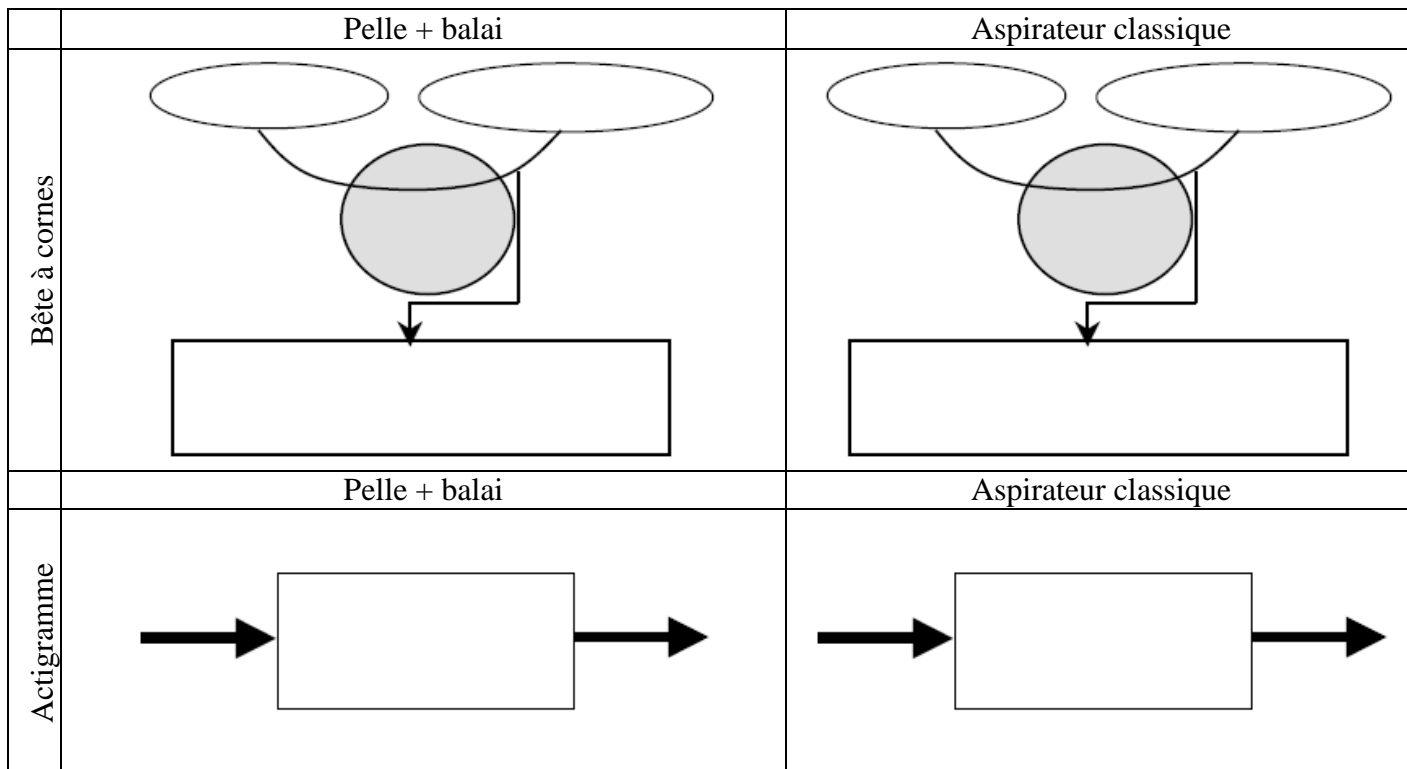 Pelle + balai
Aspirateur classique
Bête à cornes
Pelle + balai
Aspirateur classique
Actigramme